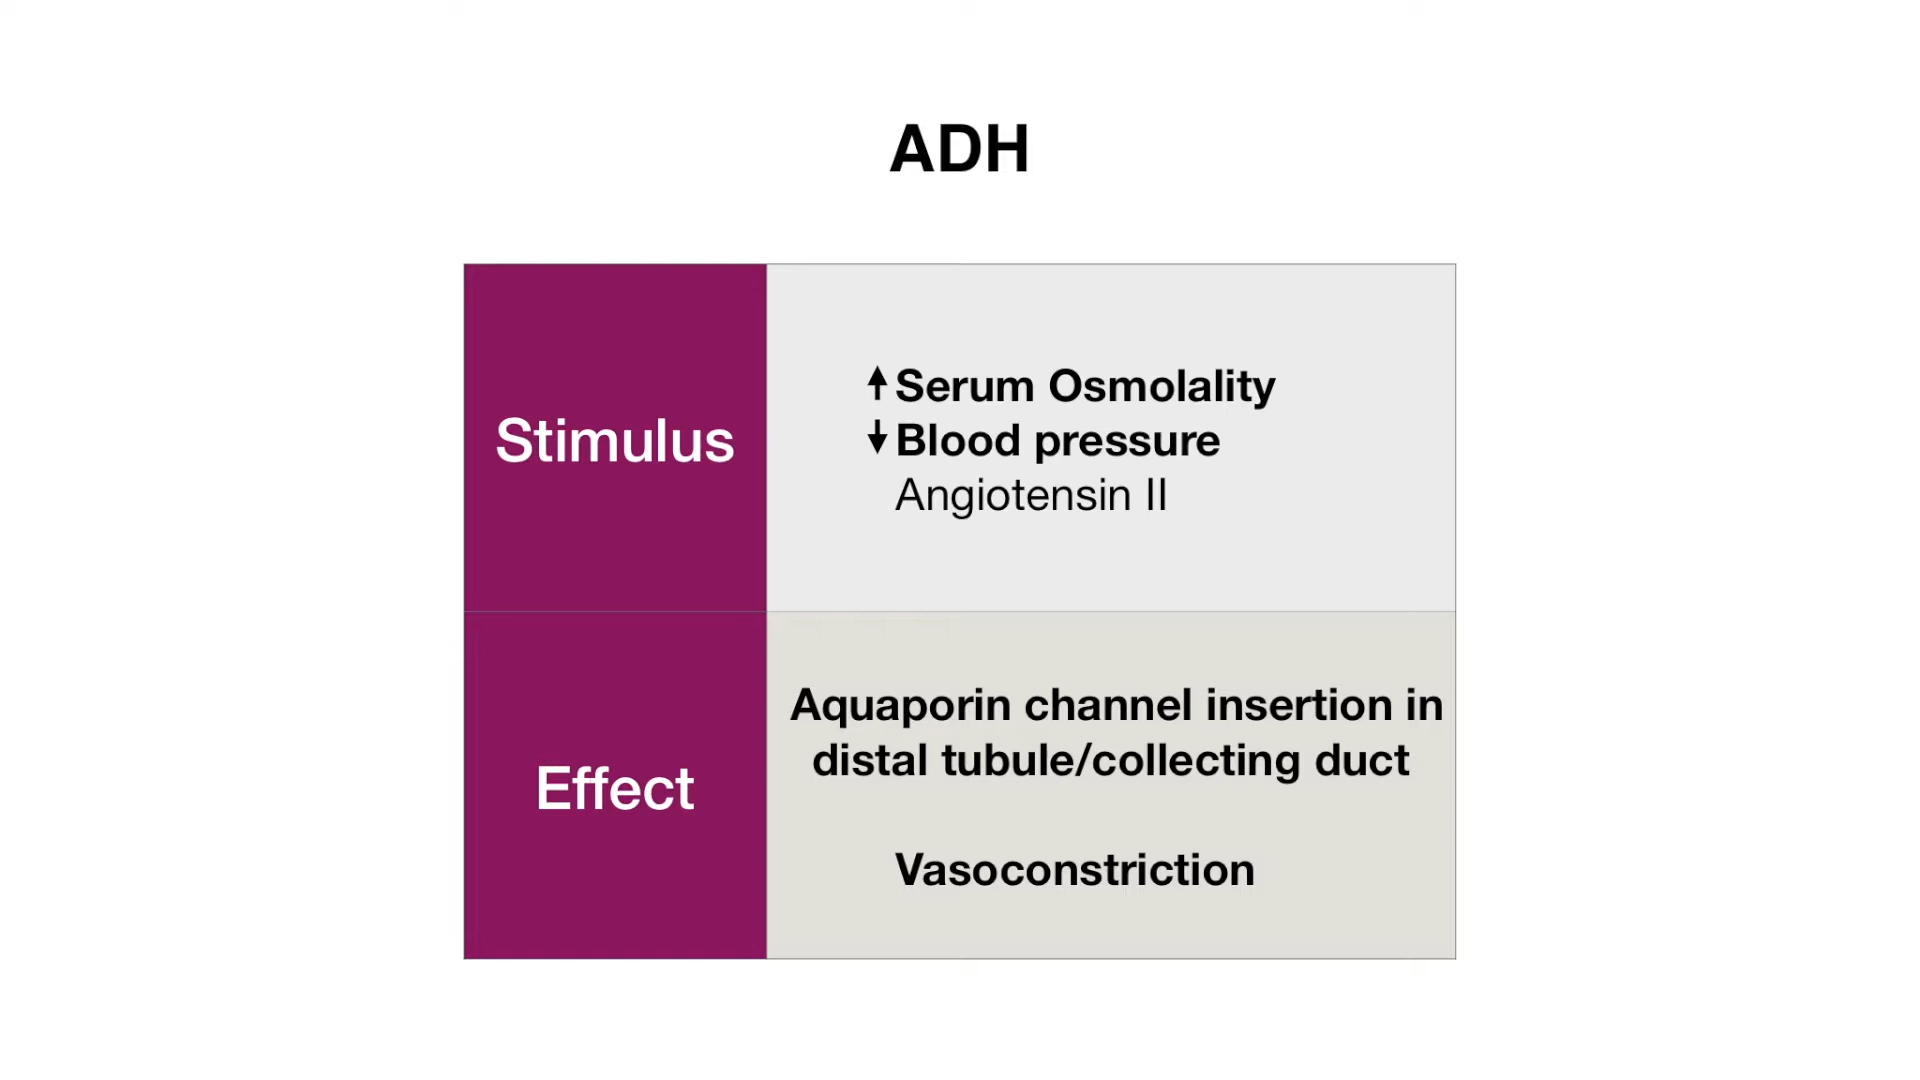 ADH
Stimulus
↑ Serum Osmolality
↓ Blood pressure
Angiotensin II
Effect
Aquaporin channel insertion in
distal tubule/collecting duct
Vasoconstriction